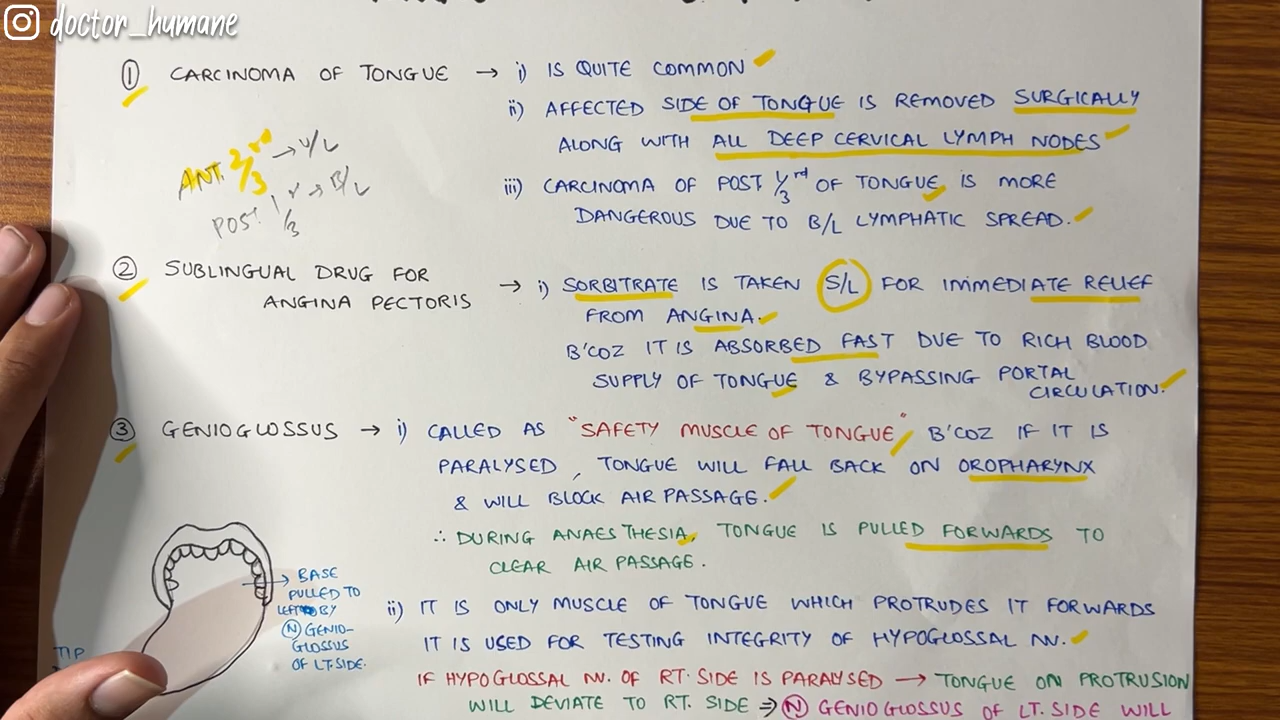 doctor_humane
① CARCINOMA OF TONGUE → i) IS QUITE COMMON
ii) AFFECTED SIDE OF TONGUE IS REMOVED SURGICALLY
ALONG WITH ALL DEEP CERVICAL LYMPH NODES
iii) CARCINOMA OF POST 1/3rd OF TONGUE IS MORE
DANGEROUS DUE TO B/L LYMPHATIC SPREAD.
ANT. 2/3rd → U/L
POST. 1/3 r → B/L
② SUBLINGUAL DRUG FOR
ANGINA PECTORIS → i) SORBITRATE IS TAKEN S/L FOR IMMEDIATE RELIEF
FROM ANGINA.
B'COZ IT IS ABSORBED FAST DUE TO RICH BLOOD
SUPPLY OF TONGUE & BYPASSING PORTAL
CIRCULATION.
③ GENIOGLOSSUS → i) CALLED AS "SAFETY MUSCLE OF TONGUE" B'COZ IF IT IS
PARALYSED, TONGUE WILL FALL BACK ON OROPHARYNX
& WILL BLOCK AIR PASSAGE.
∴ DURING ANAESTHESIA, TONGUE IS PULLED FORWARDS TO
CLEAR AIR PASSAGE.
ii) IT IS ONLY MUSCLE OF TONGUE WHICH PROTRUDES IT FORWARDS
IT IS USED FOR TESTING INTEGRITY OF HYPOGLOSSAL NV.
IF HYPOGLOSSAL NV. OF RT. SIDE IS PARALYSED → TONGUE ON PROTRUSION
WILL DEVIATE TO RT. SIDE ⇒ Ⓝ GENIOGLOSSUS OF LT. SIDE WILL
→ BASE
PULLED TO
LEFT BY
Ⓝ GENIO-
GLOSSUS
OF LT. SIDE.
TIP